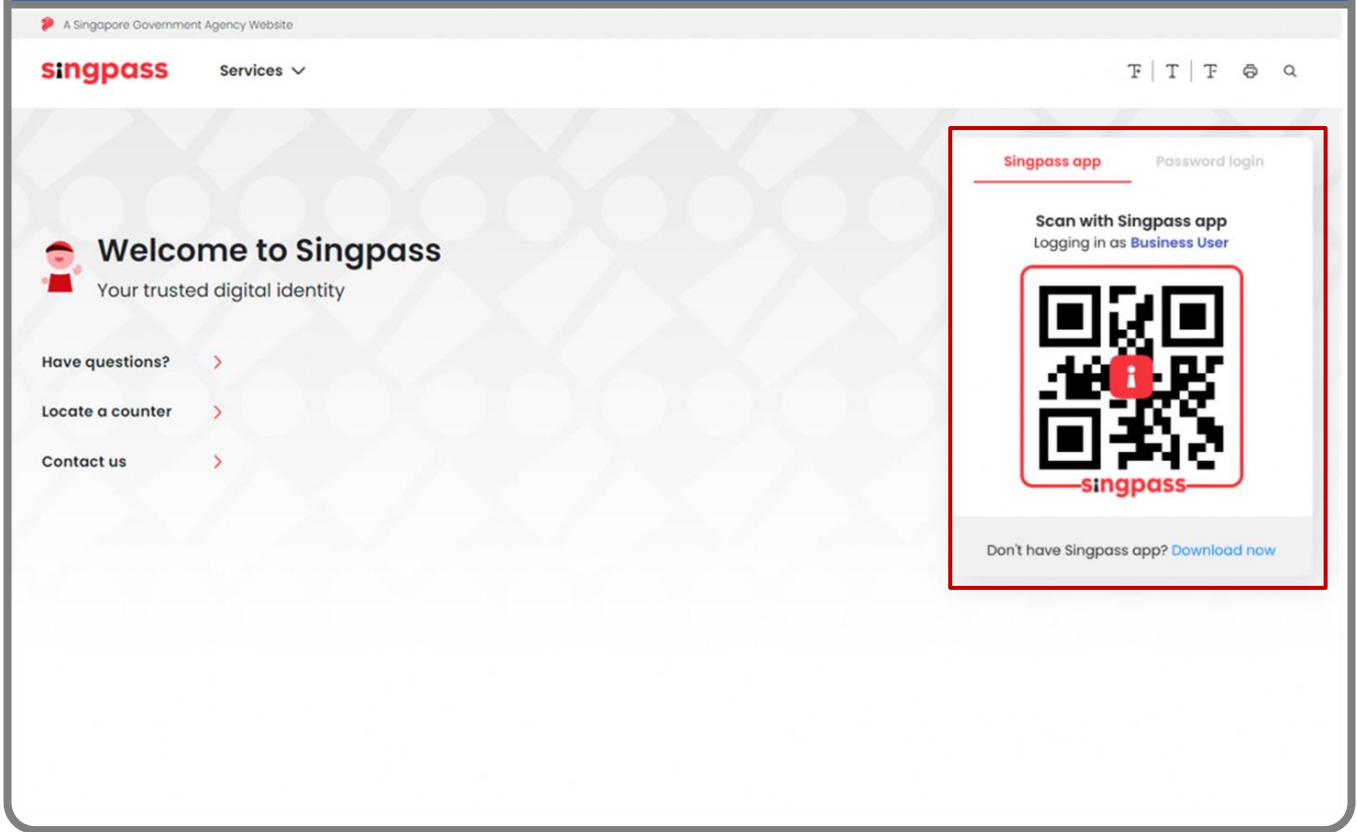 A Singapore Government Agency Website
singpass Services
Welcome to Singpass
Your trusted digital identity
Have questions?
Locate a counter
Contact us
Singpass app Password login
Scan with Singpass app
Logging in as Business User
singpass
Don't have Singpass app? Download now